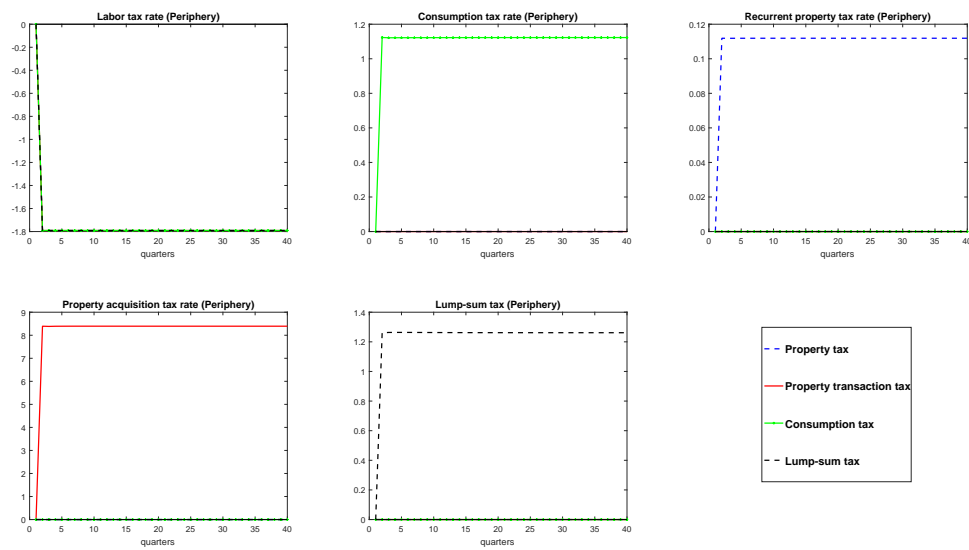 Labor tax rate (Periphery)
0
-0.2
-0.4
-0.6
-0.8
-1
-1.2
-1.4
-1.6
-1.8
0 5 10 15 20 25 30 35 40
quarters
Consumption tax rate (Periphery)
1.2
1
0.8
0.6
0.4
0.2
0
0 5 10 15 20 25 30 35 40
quarters
Recurrent property tax rate (Periphery)
0.12
0.1
0.08
0.06
0.04
0.02
0
0 5 10 15 20 25 30 35 40
quarters
Property acquisition tax rate (Periphery)
9
8
7
6
5
4
3
2
1
0
0 5 10 15 20 25 30 35 40
quarters
Lump-sum tax (Periphery)
1.4
1.2
1
0.8
0.6
0.4
0.2
0
0 5 10 15 20 25 30 35 40
quarters
Property tax
Property transaction tax
Consumption tax
Lump-sum tax